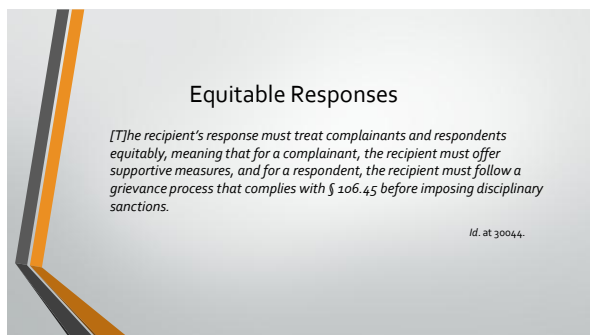 Equitable Responses
[T]he recipient's response must treat complainants and respondents
equitably, meaning that for a complainant, the recipient must offer
supportive measures, and for a respondent, the recipient must follow a
grievance process that complies with § 106.45 before imposing disciplinary
sanctions.
Id. at 30044.